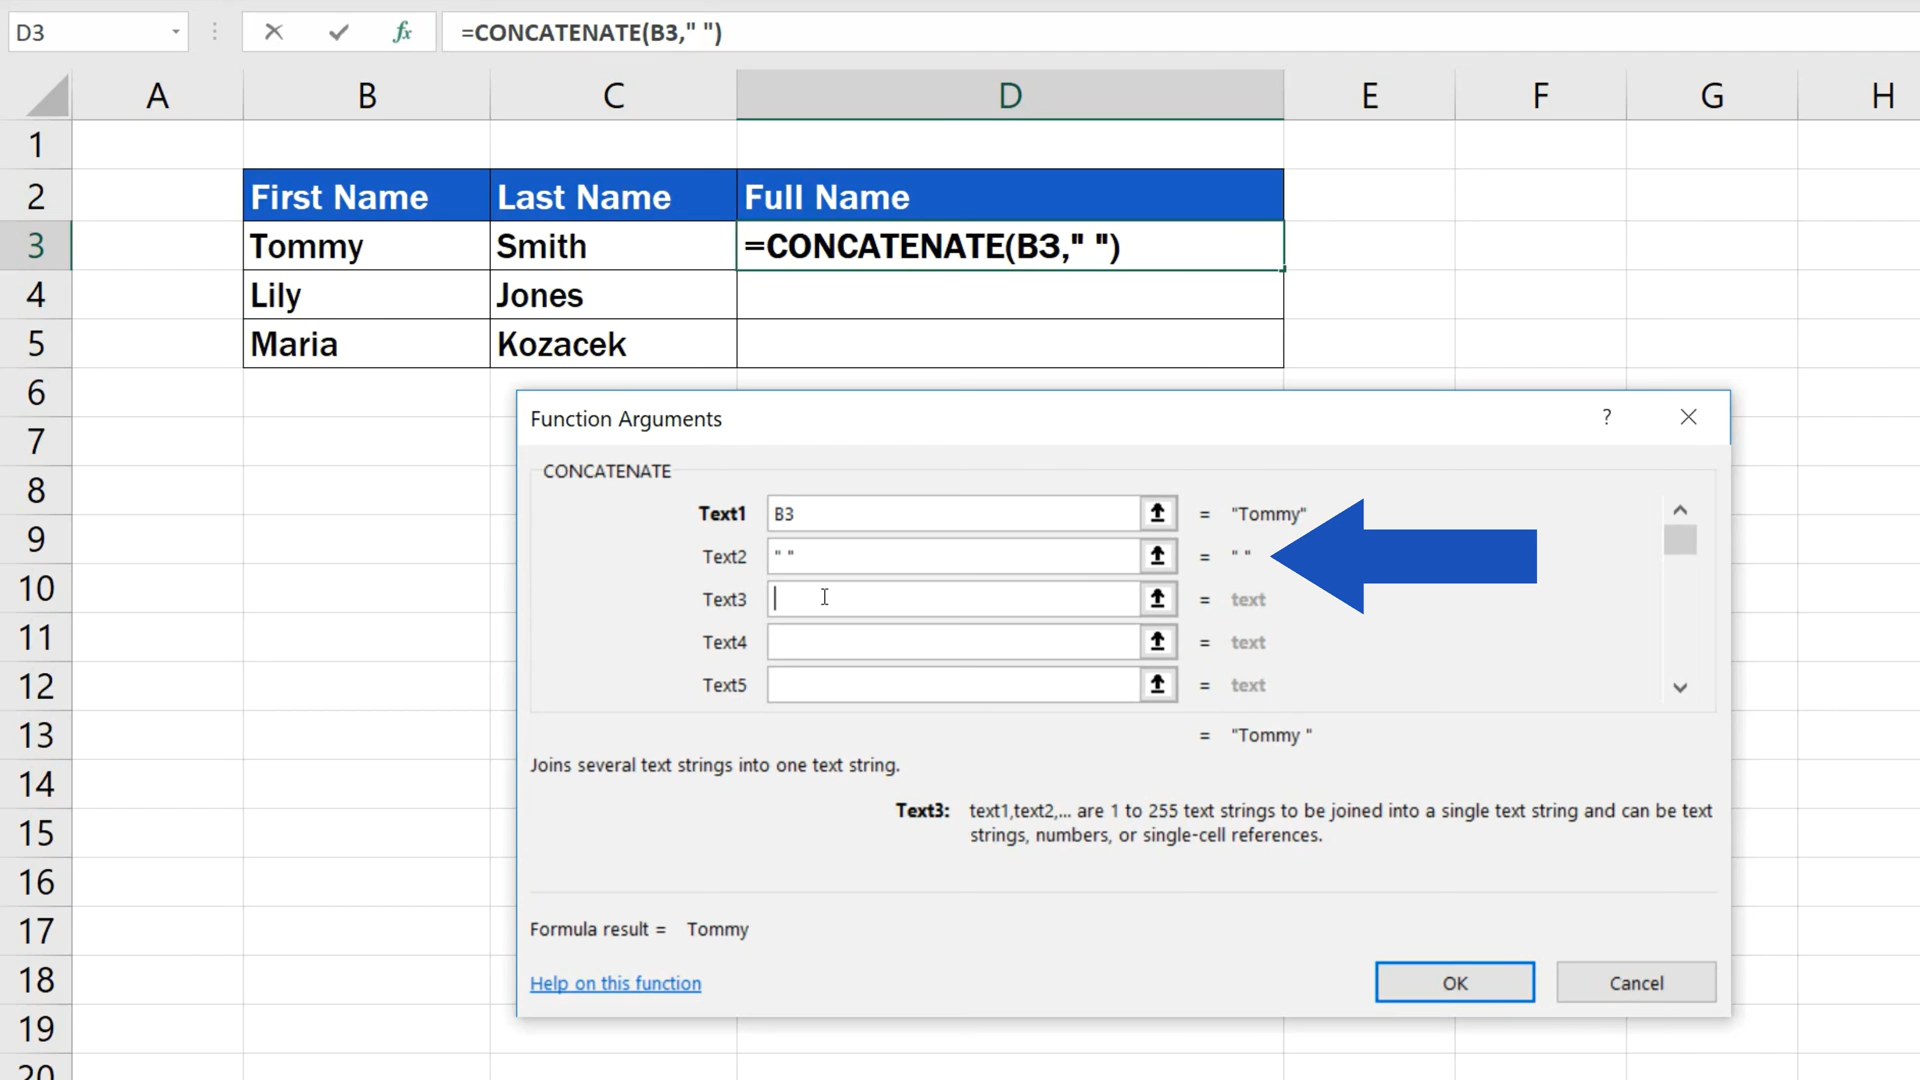 D3 fx =CONCATENATE(B3," ")
A B C D E F G H
1
2 First Name Last Name Full Name
3 Tommy Smith =CONCATENATE(B3," ")
4 Lily Jones
5 Maria Kozacek
6
7
8
9
10
11
12
13
14
15
16
17
18
19
20
Function Arguments ?
CONCATENATE
Text1 B3 = "Tommy"
Text2 " " = " "
Text3 = text
Text4 = text
Text5 = text
= "Tommy "
Joins several text strings into one text string.
Text3: text1,text2,... are 1 to 255 text strings to be joined into a single text string and can be text
strings, numbers, or single-cell references.
Formula result = Tommy
Help on this function OK Cancel